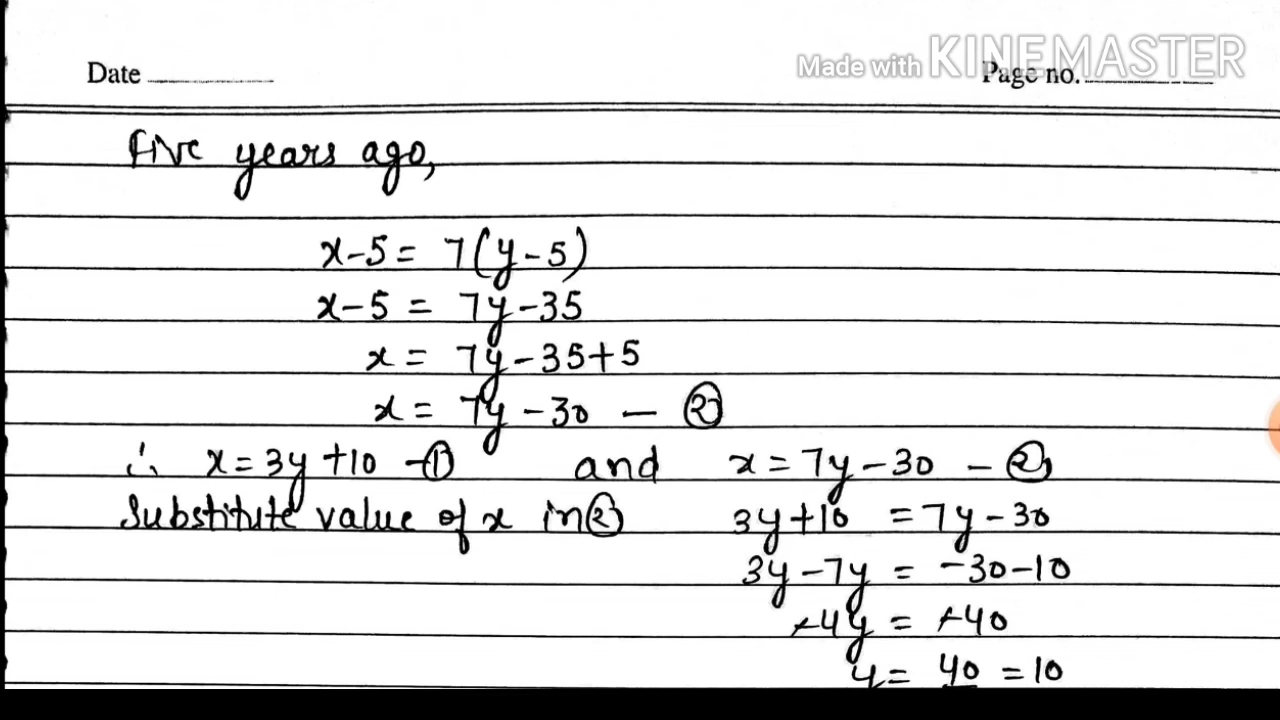 Date
Made with KINEMASTER
Page no.
Five years ago,
x-5 = 7(y-5)
x-5 = 7y-35
x = 7y-35+5
x = 7y-30 — ②
∴ x=3y+10 -① and x=7y-30 -②
Substitute value of x in② 3y+10 = 7y-30
3y-7y = -30-10
-4y = -40
y = 40 = 10